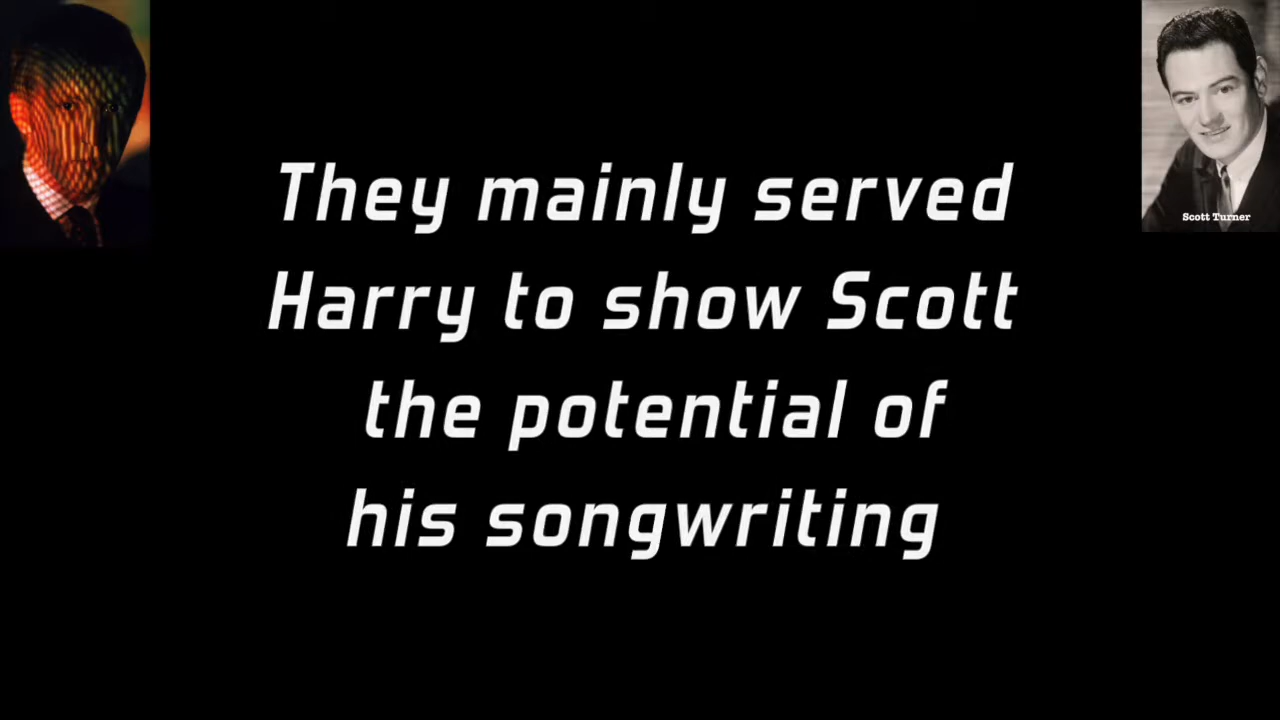 Scott Turner
They mainly served
Harry to show Scott
the potential of
his songwriting